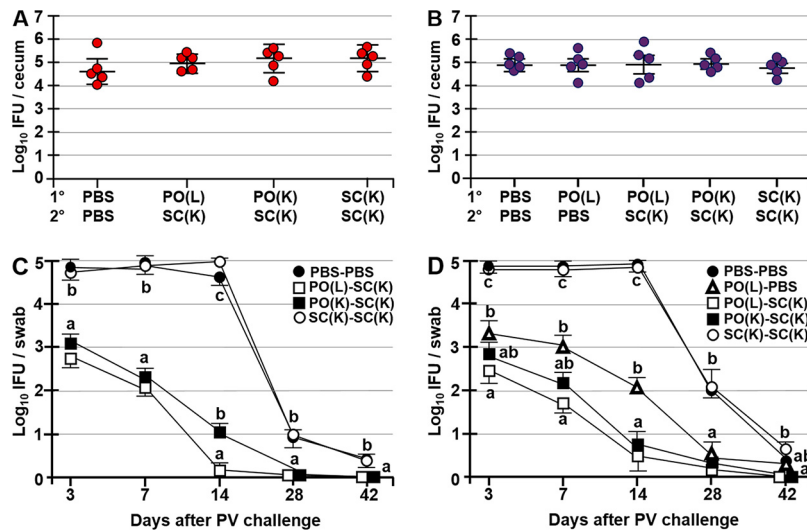 A
Log10 IFU / cecum
7
6
5
4
3
2
1
0
1° PBS PO(L) PO(K) SC(K)
2° PBS SC(K) SC(K) SC(K)
B
Log10 IFU / cecum
7
6
5
4
3
2
1
0
1° PBS PO(L) PO(L) PO(K) SC(K)
2° PBS PBS SC(K) SC(K) SC(K)
C
Log10 IFU / swab
5
4
3
2
1
0
PBS-PBS
PO(L)-SC(K)
PO(K)-SC(K)
SC(K)-SC(K)
b b c
a a b b b
a a a
3 7 14 28 42
Days after PV challenge
D
Log10 IFU / swab
5
4
3
2
1
0
PBS-PBS
PO(L)-PBS
PO(L)-SC(K)
PO(K)-SC(K)
SC(K)-SC(K)
c c c
b b b b b
ab ab a a ab
a a a a
3 7 14 28 42
Days after PV challenge